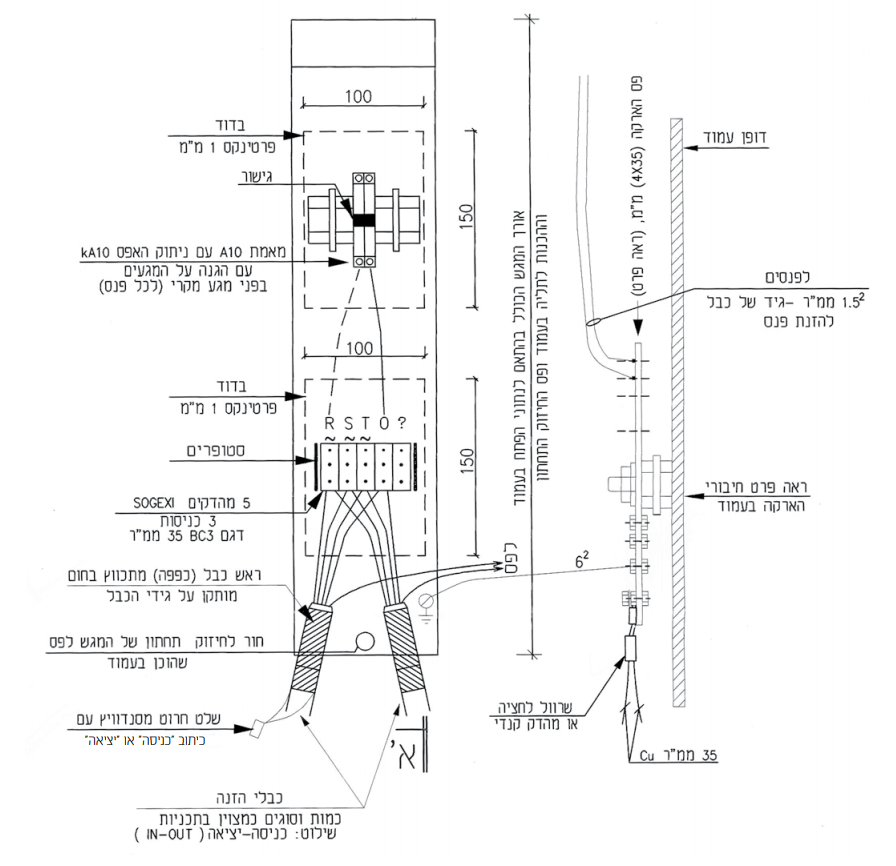 100
בדוד
פרטינקס 1 מ"מ
גישור
150
מאמת A10 עם ניתוק האפס kA10
עם הגנה על המגעים
בפני מגע מקרי (לכל פנס)
100
בדוד
פרטינקס 1 מ"מ
R S T O ?
~ ~ ~
סטופרים
150
5 מהדקים SOGEXI
3 כניסות
דגם BC3 35 ממ"ר
ראש כבל (כפפה) מתכווץ בחום
מותקן על גידי הכבל
חור לחיזוק תחתון של המגש לפס
שהוכן בעמוד
שלט חרוט מסנדוויץ עם
כיתוב "כניסה" או "יציאה"
כבלי הזנה
כמות וסוגים כמצוין בתכניות
שילוט: כניסה-יציאה ( IN-OUT )
א'
לפס
6²
אורך המגש הכולל בהתאם לנתוני הפתח בעמוד
וההוכנות לתליה בעמוד ופס החיזוק התחתון
פס הארקה (4X35 מ"מ), (ראה פרט)
דופן עמוד
לפנסים
1.5² ממ"ר -גיד של כבל
להזנת פנס
ראה פרט חיבורי
הארקה בעמוד
שרוול לחציה
או מהדק קנדי
35 ממ"ר Cu